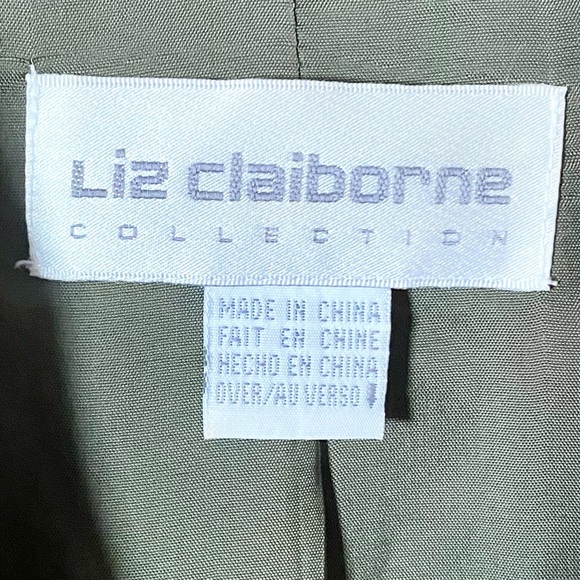 Liz claiborne
COLLECTION
MADE IN CHINA
FAIT EN CHINE
HECHO EN CHINA
OVER/AU VERSO